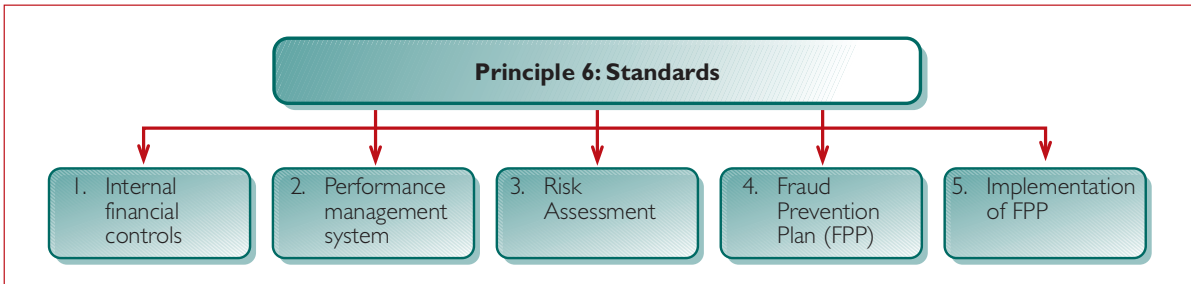 Principle 6: Standards
1. Internal
financial
controls
2. Performance
management
system
3. Risk
Assessment
4. Fraud
Prevention
Plan (FPP)
5. Implementation
of FPP